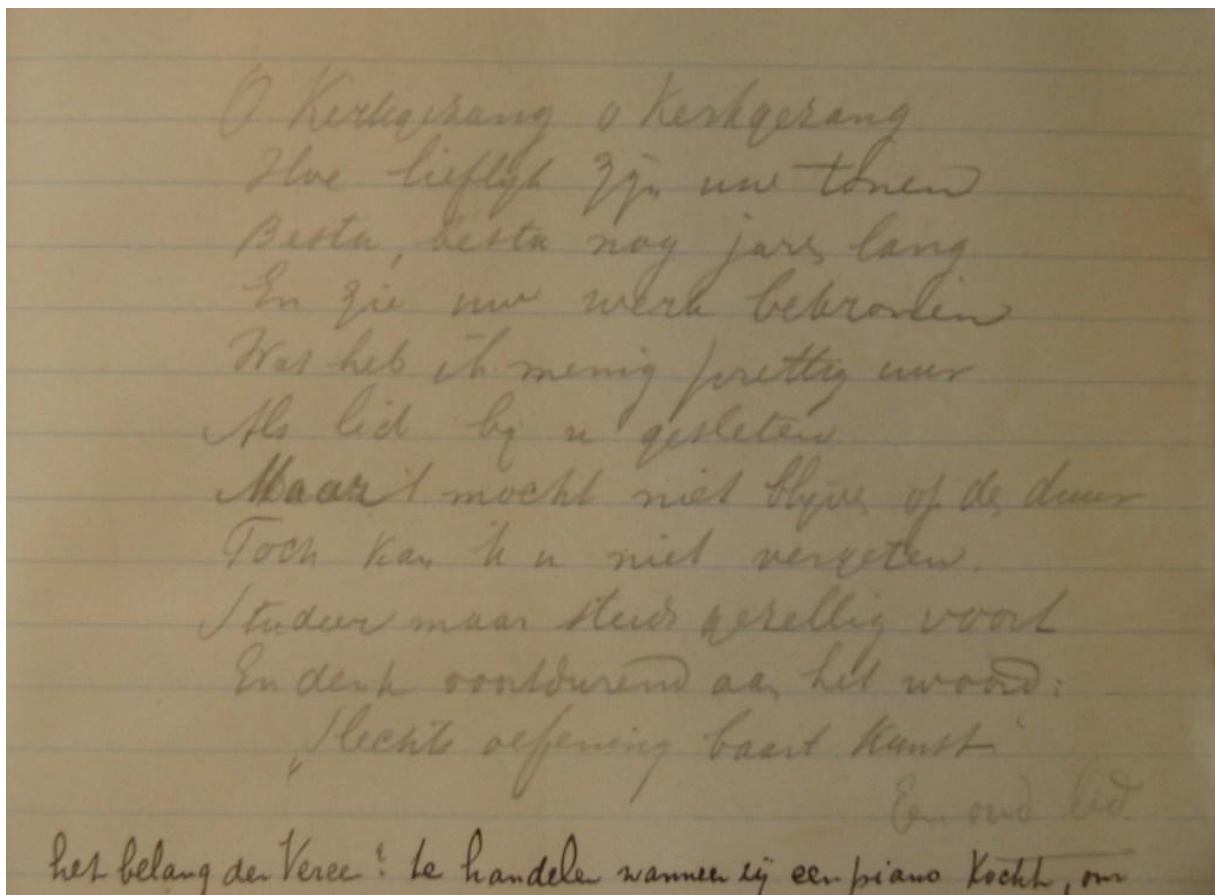 O Kerkgezang o Kerkgezang
Hoe lieflijk zijn uw tonen
Besta, besta nog jaren lang
En zie uw werk bekronen
Wat heb ik menig prettig uur
Als lid bij u gesleten
Maar 't mocht niet blijven op de duur
Toch kan 'k u niet vergeten.
Studeer maar steeds gezellig voort
En denk voortdurend aan het woord:
„Slechts oefening baart kunst"
Een oud lid.
het belang der Vereen: te handelen wanneer zij een piano kocht, om